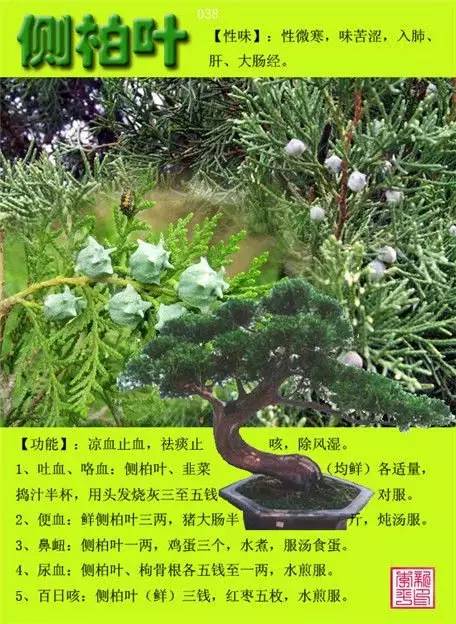 038
侧柏叶
【性味】：性微寒，味苦涩，入肺、
肝、大肠经。
【功能】：凉血止血，祛痰止咳，除风湿。
1、吐血、咯血：侧柏叶、韭菜（均鲜）各适量，
捣汁半杯，用头发烧灰三至五钱对服。
2、便血：鲜侧柏叶三两，猪大肠半斤，炖汤服。
3、鼻衄：侧柏叶一两，鸡蛋三个，水煮，服汤食蛋。
4、尿血：侧柏叶、枸骨根各五钱至一两，水煎服。
5、百日咳：侧柏叶（鲜）三钱，红枣五枚，水煎服。